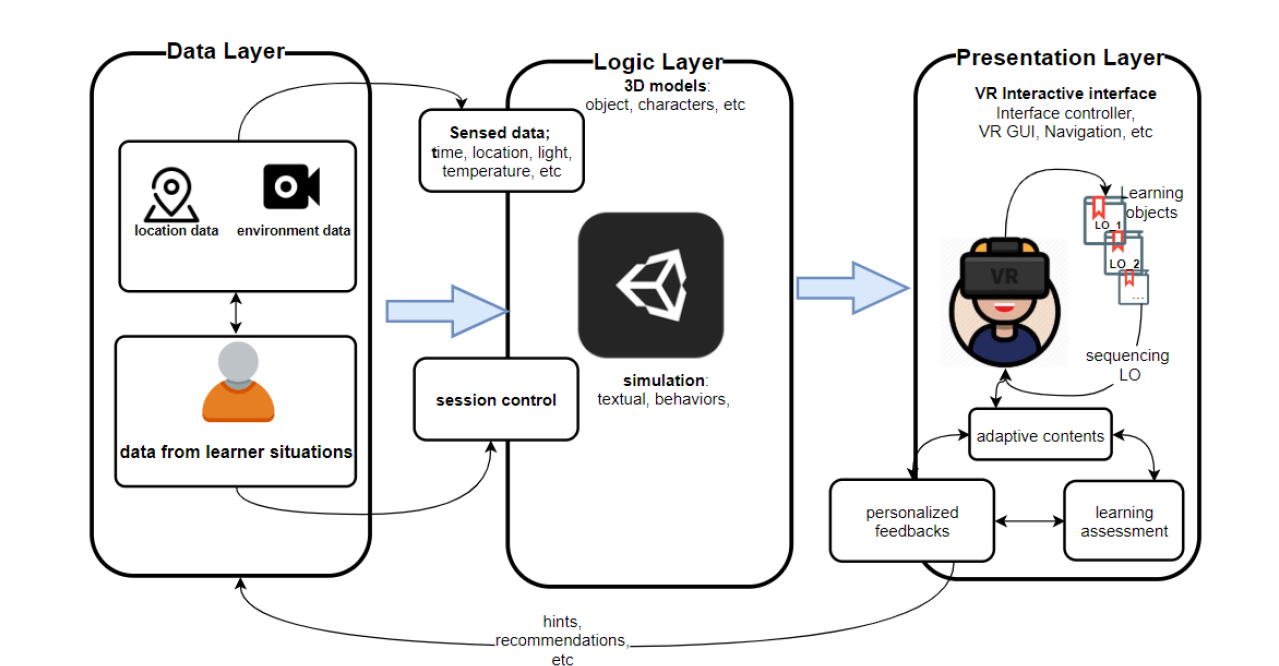 Data Layer
location data
environment data
data from learner situations
Logic Layer
3D models:
object, characters, etc
Sensed data;
time, location, light,
temperature, etc
session control
simulation:
textual, behaviors,
Presentation Layer
VR Interactive interface
Interface controller,
VR GUI, Navigation, etc
Learning
objects
LO_1
LO_2
...
VR
sequencing
LO
adaptive contents
personalized
feedbacks
learning
assessment
hints,
recommendations,
etc